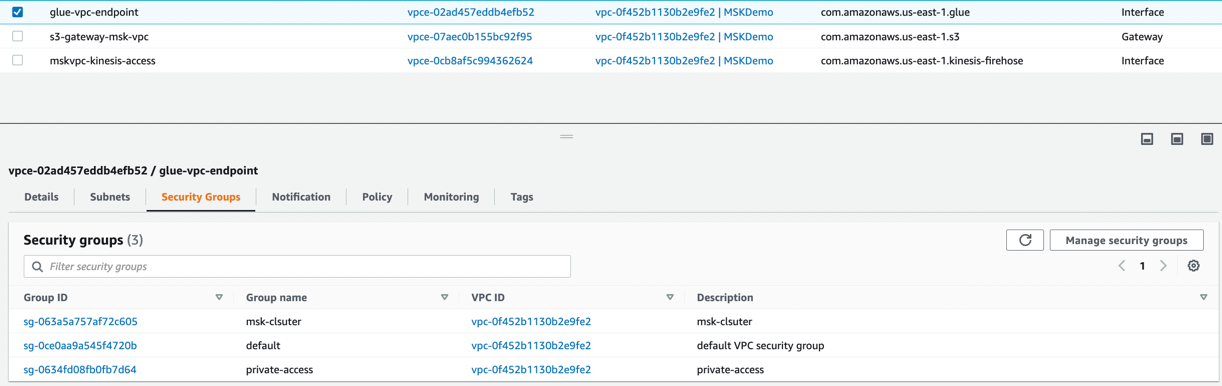 glue-vpc-endpoint vpce-02ad457eddb4efb52 vpc-0f452b1130b2e9fe2 | MSKDemo com.amazonaws.us-east-1.glue Interface
s3-gateway-msk-vpc vpce-07aec0b155bc92f95 vpc-0f452b1130b2e9fe2 | MSKDemo com.amazonaws.us-east-1.s3 Gateway
mskvpc-kinesis-access vpce-0cb8af5c994362624 vpc-0f452b1130b2e9fe2 | MSKDemo com.amazonaws.us-east-1.kinesis-firehose Interface
vpce-02ad457eddb4efb52 / glue-vpc-endpoint
Details Subnets Security Groups Notification Policy Monitoring Tags
Security groups (3) Manage security groups
Filter security groups 1
Group ID Group name VPC ID Description
sg-063a5a757af72c605 msk-clsuter vpc-0f452b1130b2e9fe2 msk-clsuter
sg-0ce0aa9a545f4720b default vpc-0f452b1130b2e9fe2 default VPC security group
sg-0634fd08fb0fb7d64 private-access vpc-0f452b1130b2e9fe2 private-access